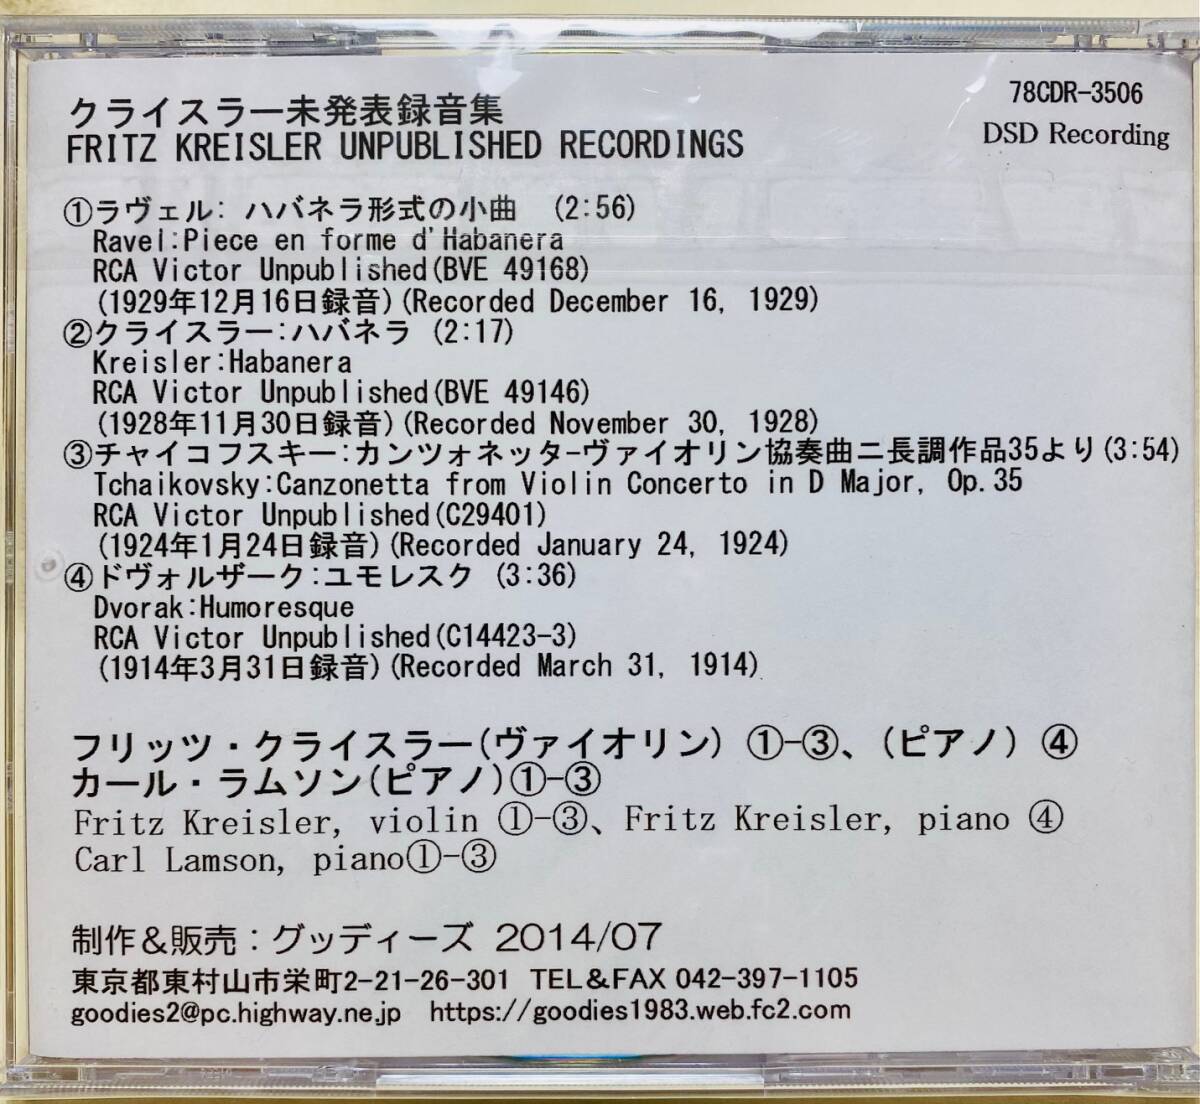 クライスラー未発表録音集
FRITZ KREISLER UNPUBLISHED RECORDINGS
78CDR-3506
DSD Recording
①ラヴェル: ハバネラ形式の小曲 (2:56)
Ravel:Piece en forme d'Habanera
RCA Victor Unpublished(BVE 49168)
(1929年12月16日録音)(Recorded December 16, 1929)
②クライスラー:ハバネラ (2:17)
Kreisler:Habanera
RCA Victor Unpublished(BVE 49146)
(1928年11月30日録音)(Recorded November 30, 1928)
③チャイコフスキー:カンツォネッタ-ヴァイオリン協奏曲ニ長調作品35より(3:54)
Tchaikovsky:Canzonetta from Violin Concerto in D Major, Op.35
RCA Victor Unpublished(C29401)
(1924年1月24日録音)(Recorded January 24, 1924)
④ドヴォルザーク:ユモレスク (3:36)
Dvorak:Humoresque
RCA Victor Unpublished(C14423-3)
(1914年3月31日録音)(Recorded March 31, 1914)
フリッツ・クライスラー(ヴァイオリン) ①-③、(ピアノ) ④
カール・ラムソン(ピアノ)①-③
Fritz Kreisler, violin ①-③、Fritz Kreisler, piano ④
Carl Lamson, piano①-③
制作&販売:グッディーズ 2014/07
東京都東村山市栄町2-21-26-301 TEL&FAX 042-397-1105
goodies2@pc.highway.ne.jp https://goodies1983.web.fc2.com